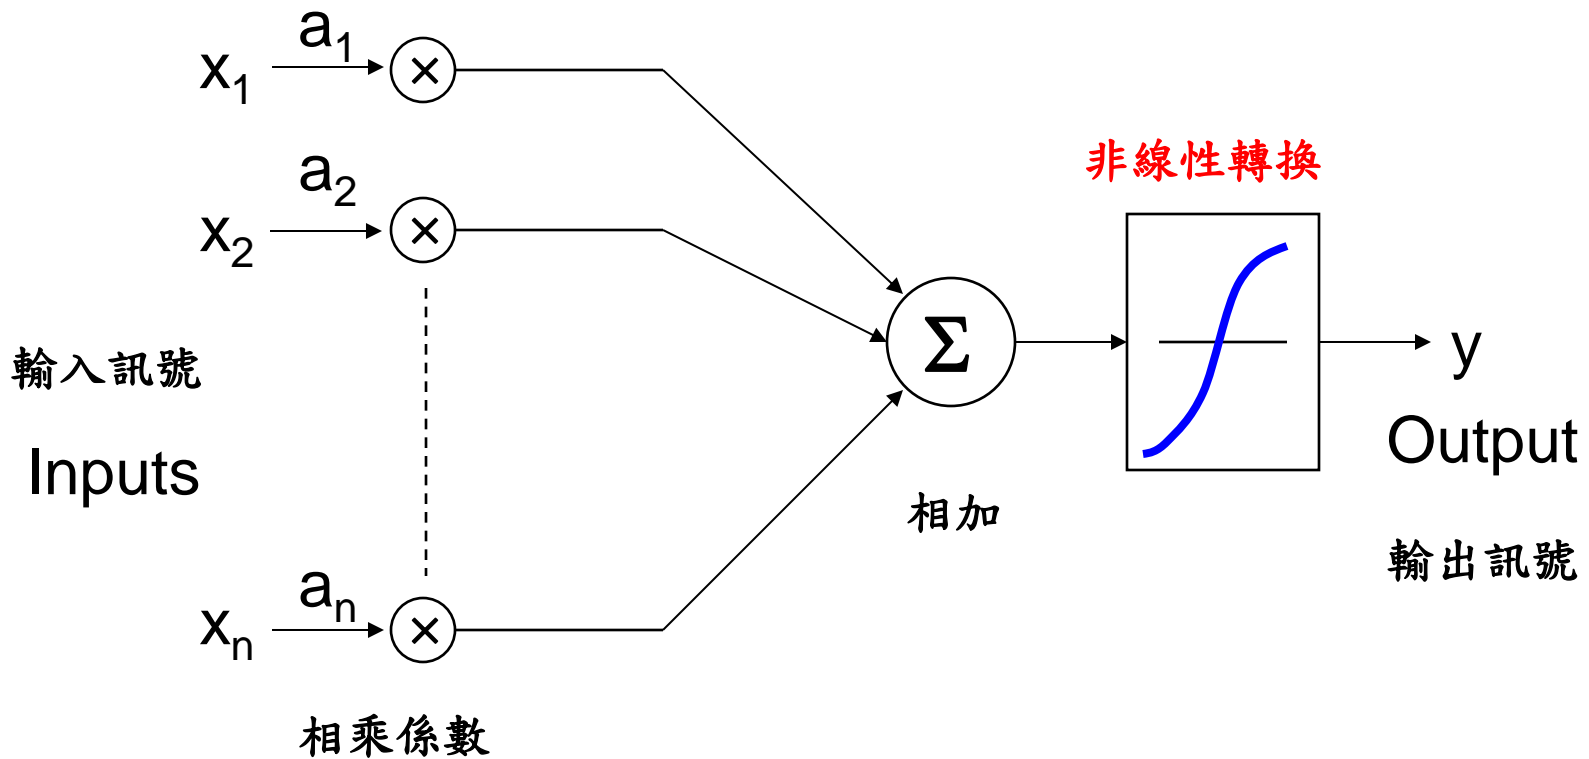 a₁
x₁
×
a₂
x₂
×
非線性轉換
Σ
輸入訊號
Inputs
y
Output
相加
輸出訊號
aₙ
xₙ
×
相乘係數